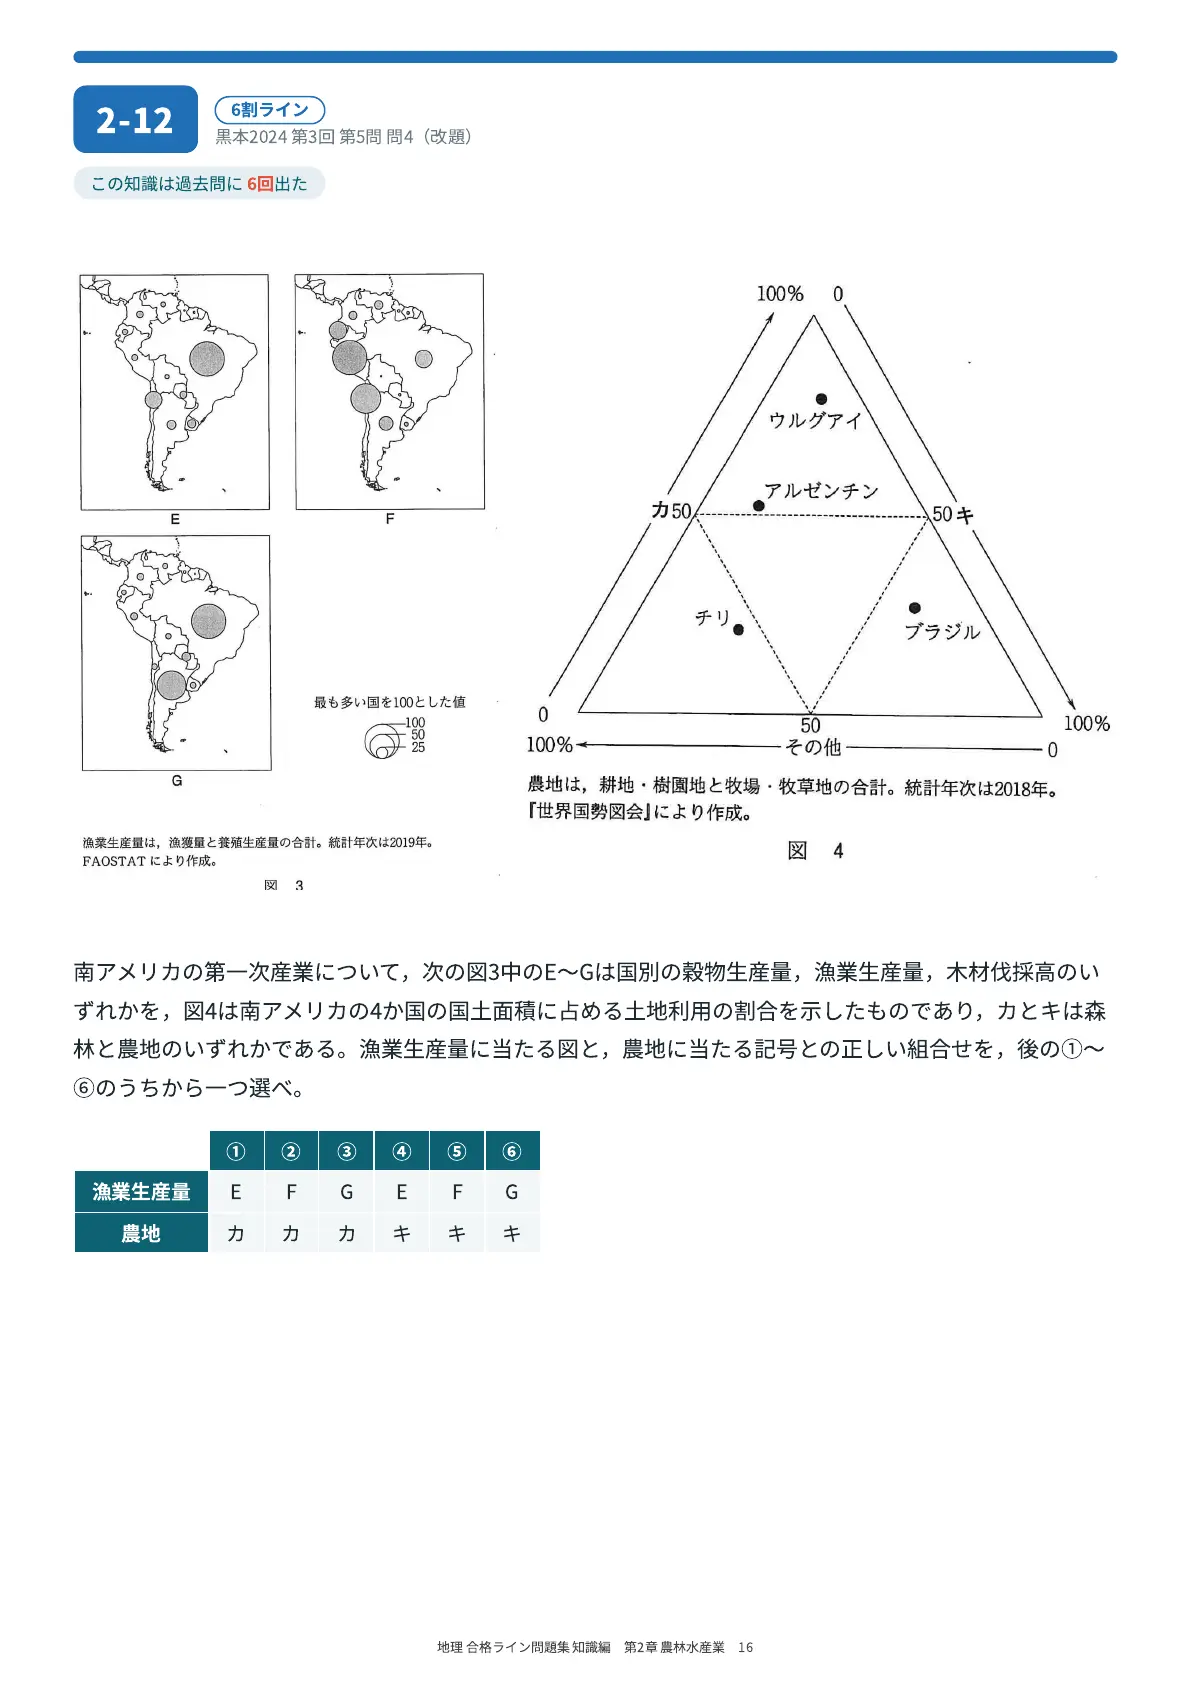 2-12
6割ライン
黒本2024 第3回 第5問 問4（改題）
この知識は過去問に 6回出た
E
F
G
最も多い国を100とした値
100
50
25
漁業生産量は，漁獲量と養殖生産量の合計。統計年次は2019年。
FAOSTAT により作成。
図 3
100% 0
ウルグアイ
アルゼンチン
カ50
50キ
チリ
ブラジル
0
50
100%
100%
その他
0
農地は，耕地・樹園地と牧場・牧草地の合計。統計年次は2018年。
『世界国勢図会』により作成。
図 4
南アメリカの第一次産業について，次の図3中のE〜Gは国別の穀物生産量，漁業生産量，木材伐採高のい
ずれかを，図4は南アメリカの4か国の国土面積に占める土地利用の割合を示したものであり，カとキは森
林と農地のいずれかである。漁業生産量に当たる図と，農地に当たる記号との正しい組合せを，後の①〜
⑥のうちから一つ選べ。
① ② ③ ④ ⑤ ⑥
漁業生産量 E F G E F G
農地 カ カ カ キ キ キ
地理 合格ライン問題集 知識編 第2章 農林水産業 16